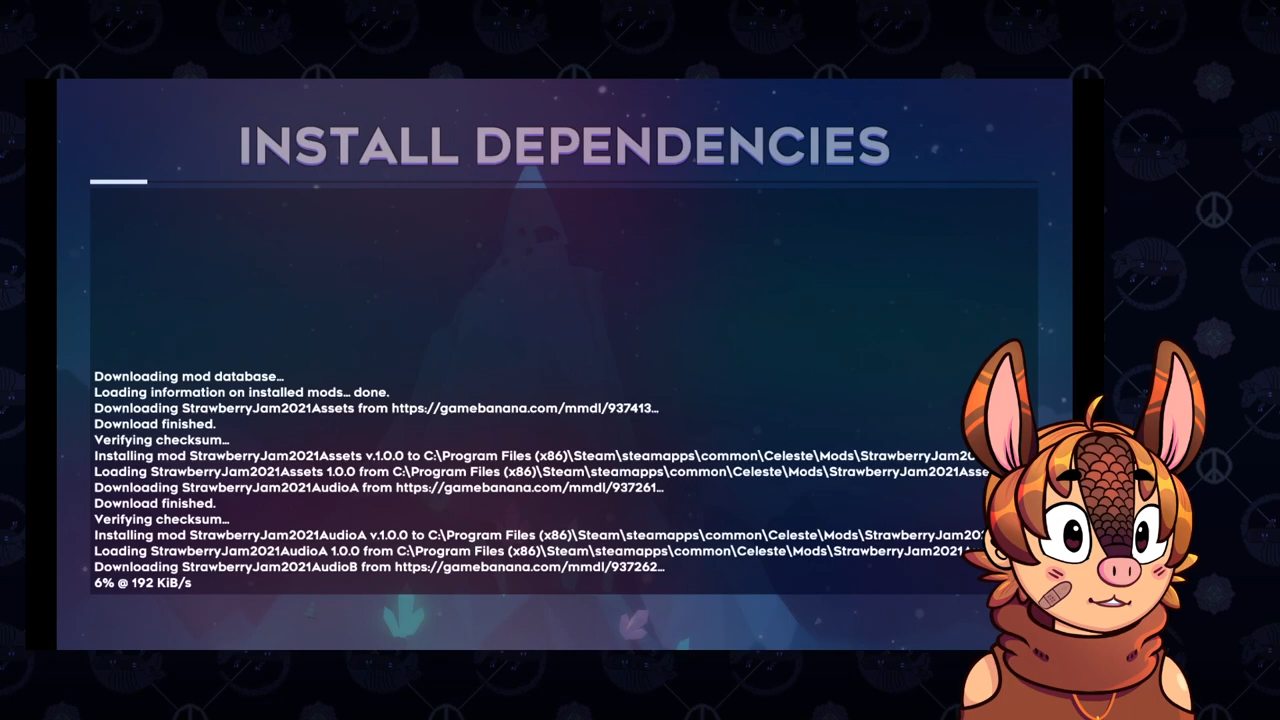 INSTALL DEPENDENCIES
Downloading mod database...
Loading information on installed mods... done.
Downloading StrawberryJam2021Assets from https://gamebanana.com/mmdl/937413...
Download finished.
Verifying checksum...
Installing mod StrawberryJam2021Assets v.1.0.0 to C:\Program Files (x86)\Steam\steamapps\common\Celeste\Mods\StrawberryJam20
Loading StrawberryJam2021Assets 1.0.0 from C:\Program Files (x86)\Steam\steamapps\common\Celeste\Mods\StrawberryJam2021Asse
Downloading StrawberryJam2021AudioA from https://gamebanana.com/mmdl/937261...
Download finished.
Verifying checksum...
Installing mod StrawberryJam2021AudioA v.1.0.0 to C:\Program Files (x86)\Steam\steamapps\common\Celeste\Mods\StrawberryJam20
Loading StrawberryJam2021AudioA 1.0.0 from C:\Program Files (x86)\Steam\steamapps\common\Celeste\Mods\StrawberryJam2021
Downloading StrawberryJam2021AudioB from https://gamebanana.com/mmdl/937262...
6% @ 192 KiB/s